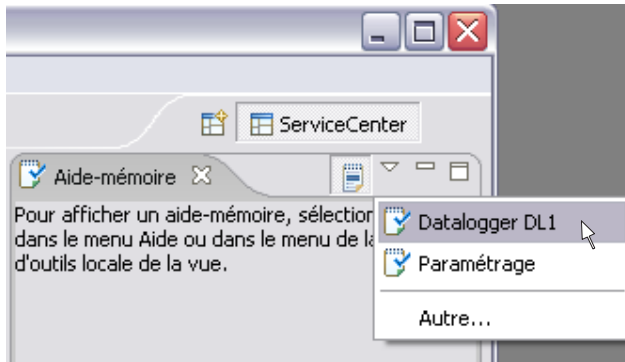 ServiceCenter
Aide-mémoire
Pour afficher un aide-mémoire, sélection
dans le menu Aide ou dans le menu de la
d'outils locale de la vue.
Datalogger DL1
Paramétrage
Autre...